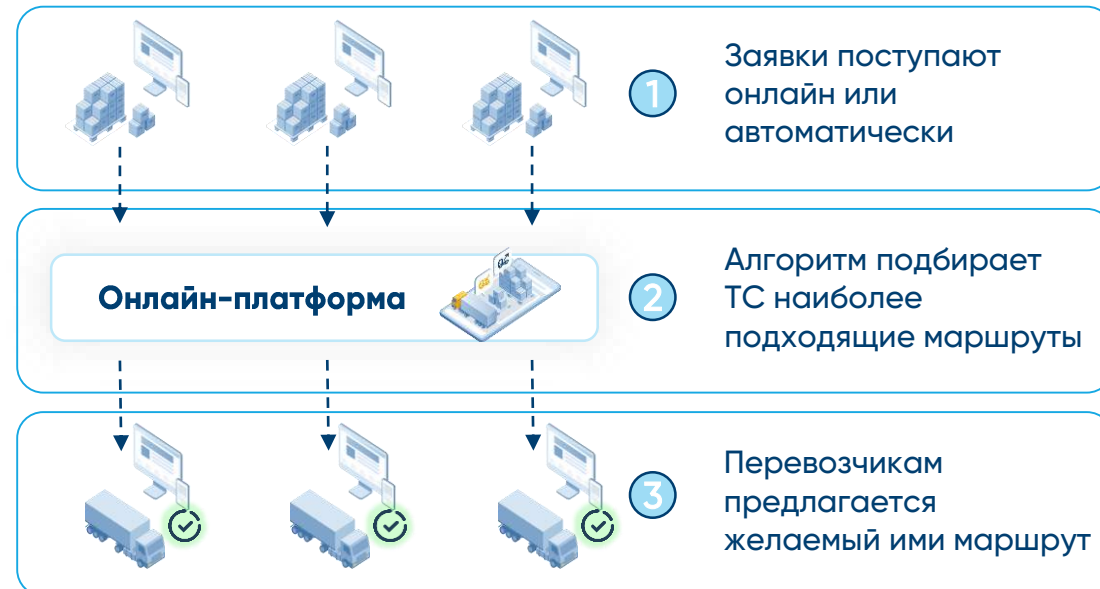 1
Заявки поступают
онлайн или
автоматически
Онлайн-платформа
2
Алгоритм подбирает
ТС наиболее
подходящие маршруты
3
Перевозчикам
предлагается
желаемый ими маршрут